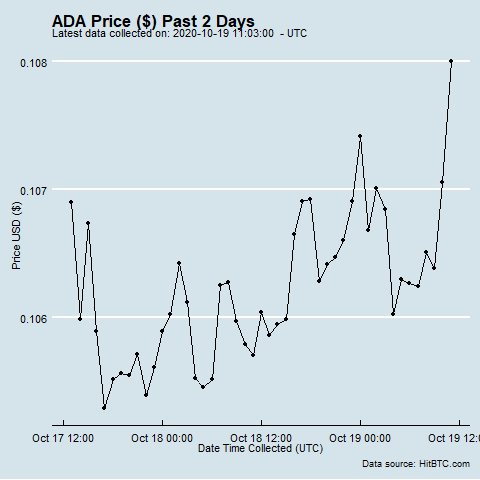 ADA Price ($) Past 2 Days
Latest data collected on: 2020-10-19 11:03:00  - UTC
0.108
0.107
0.106
Price USD ($)
Oct 17 12:00
Oct 18 00:00
Oct 18 12:00
Oct 19 00:00
Oct 19 12:
Date Time Collected (UTC)
Data source: HitBTC.com